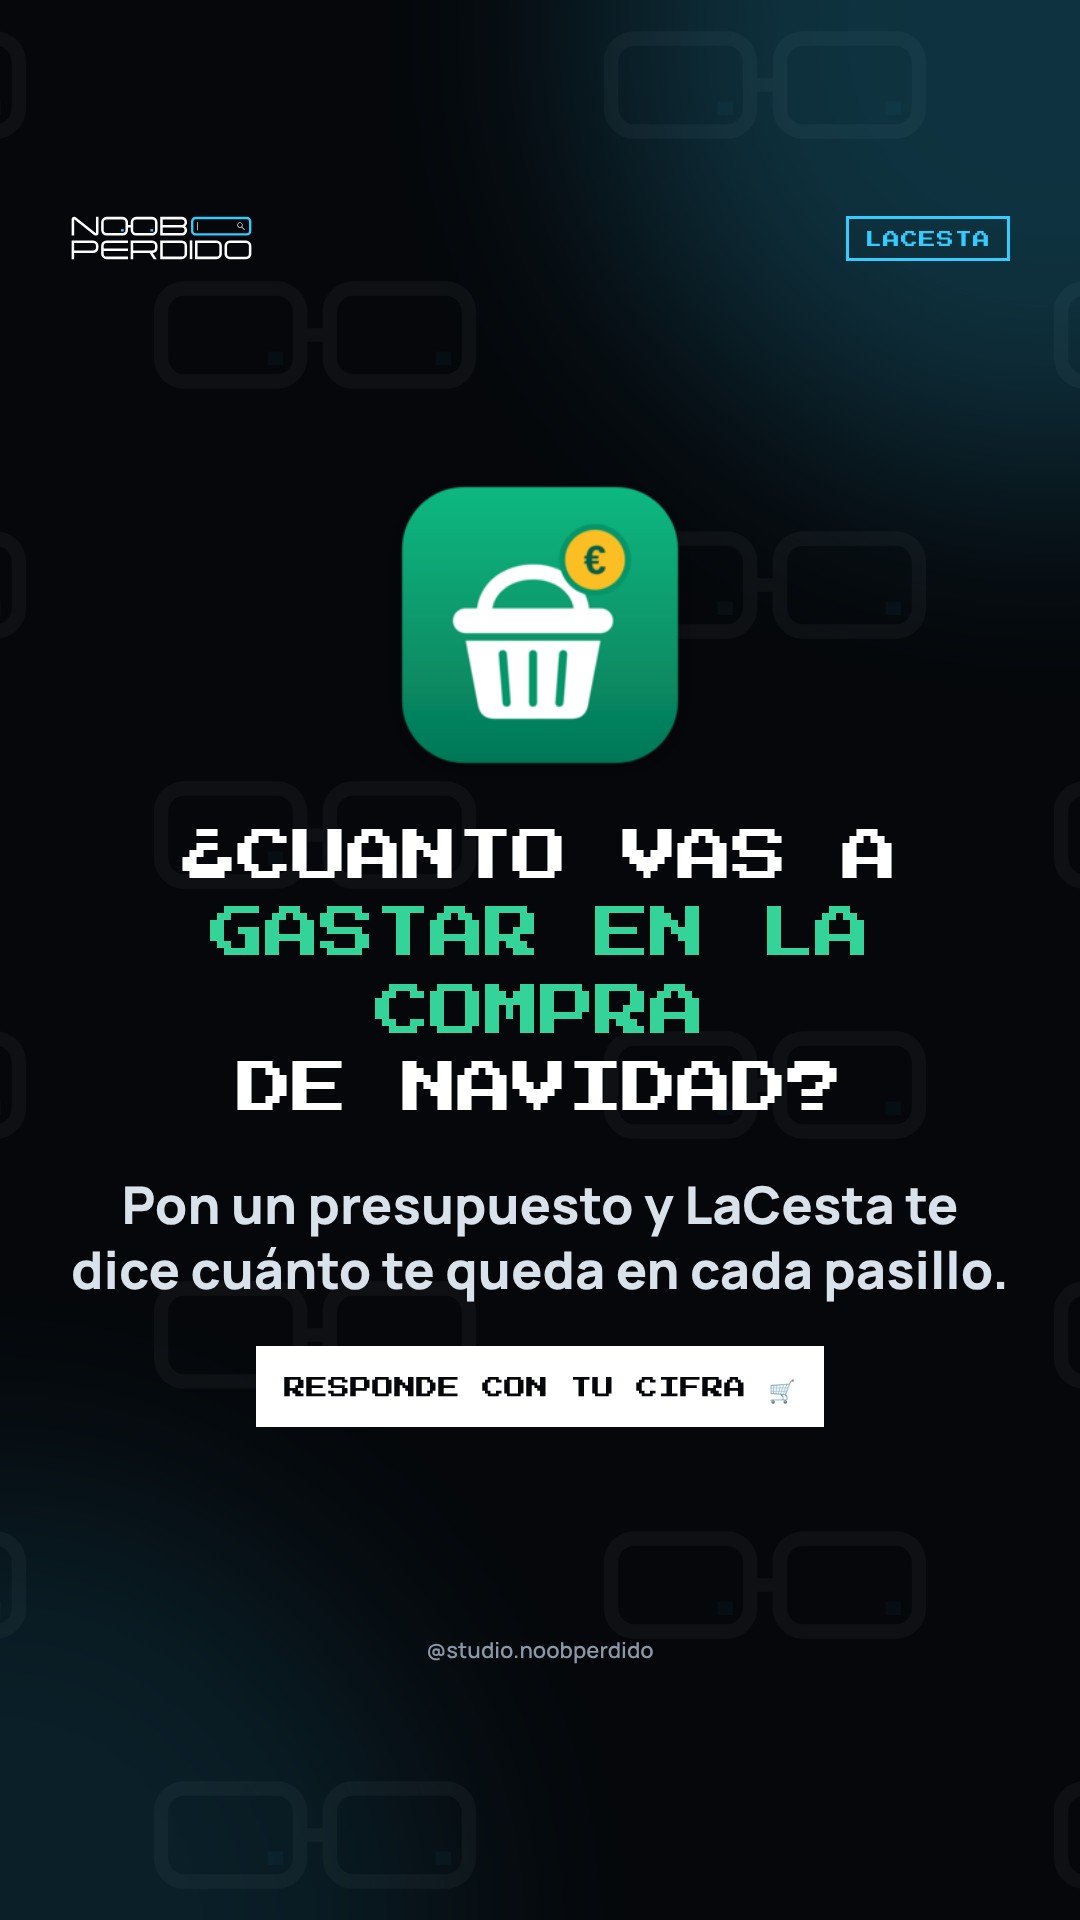 NOOB
PERDIDO
LACESTA
€
¿CUANTO VAS A
GASTAR EN LA
COMPRA
DE NAVIDAD?
Pon un presupuesto y LaCesta te
dice cuánto te queda en cada pasillo.
RESPONDE CON TU CIFRA 🛒
@studio.noobperdido